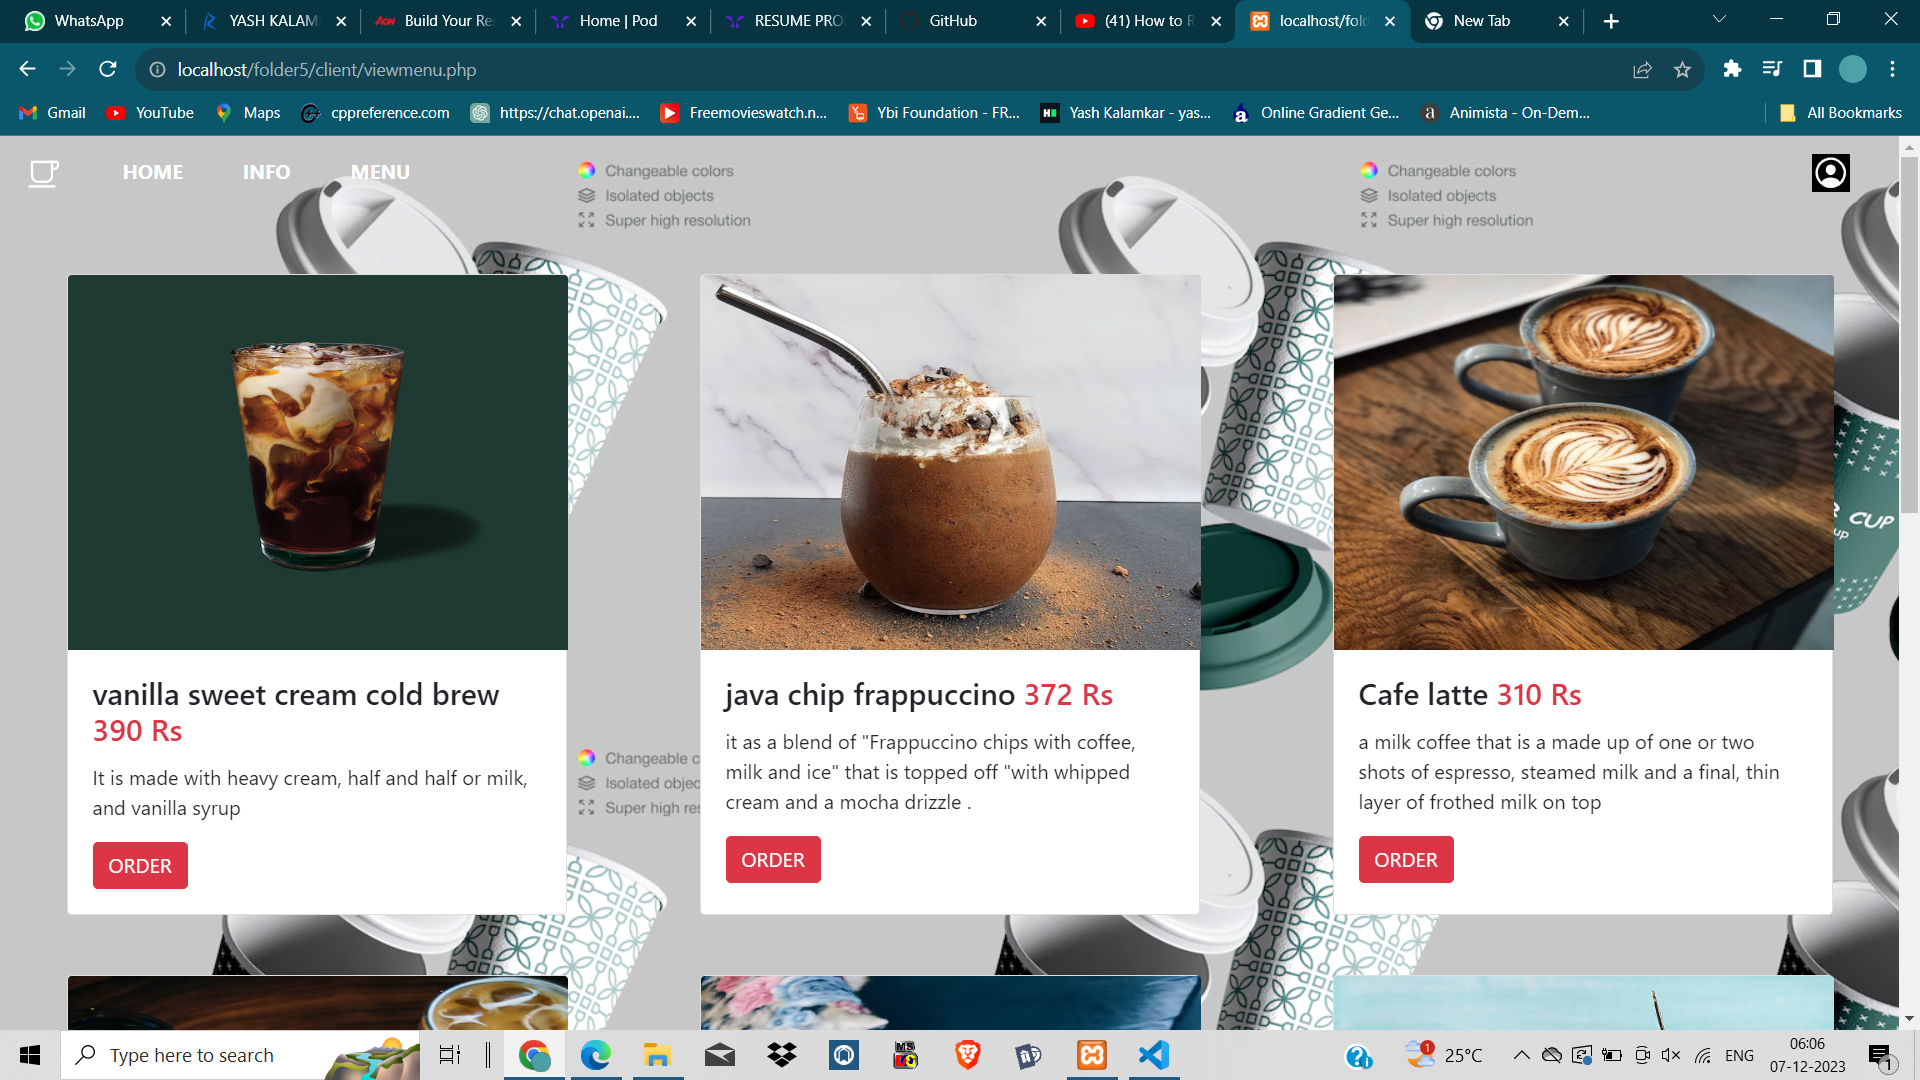 WhatsApp
YASH KALAM
Build Your Re
Home | Pod
RESUME PRO
GitHub
(41) How to R
localhost/fold
New Tab
localhost/folder5/client/viewmenu.php
Gmail
YouTube
Maps
cppreference.com
https://chat.openai....
Freemovieswatch.n...
Ybi Foundation - FR...
Yash Kalamkar - yas...
Online Gradient Ge...
Animista - On-Dem...
All Bookmarks
HOME
INFO
MENU
Changeable colors
Isolated objects
Super high resolution
Changeable colors
Isolated objects
Super high resolution
CUP
vanilla sweet cream cold brew
390 Rs
It is made with heavy cream, half and half or milk,
and vanilla syrup
ORDER
Changeable c
Isolated objec
Super high res
java chip frappuccino 372 Rs
it as a blend of "Frappuccino chips with coffee,
milk and ice" that is topped off "with whipped
cream and a mocha drizzle .
ORDER
Cafe latte 310 Rs
a milk coffee that is a made up of one or two
shots of espresso, steamed milk and a final, thin
layer of frothed milk on top
ORDER
Type here to search
25°C
ENG
06:06
07-12-2023
1